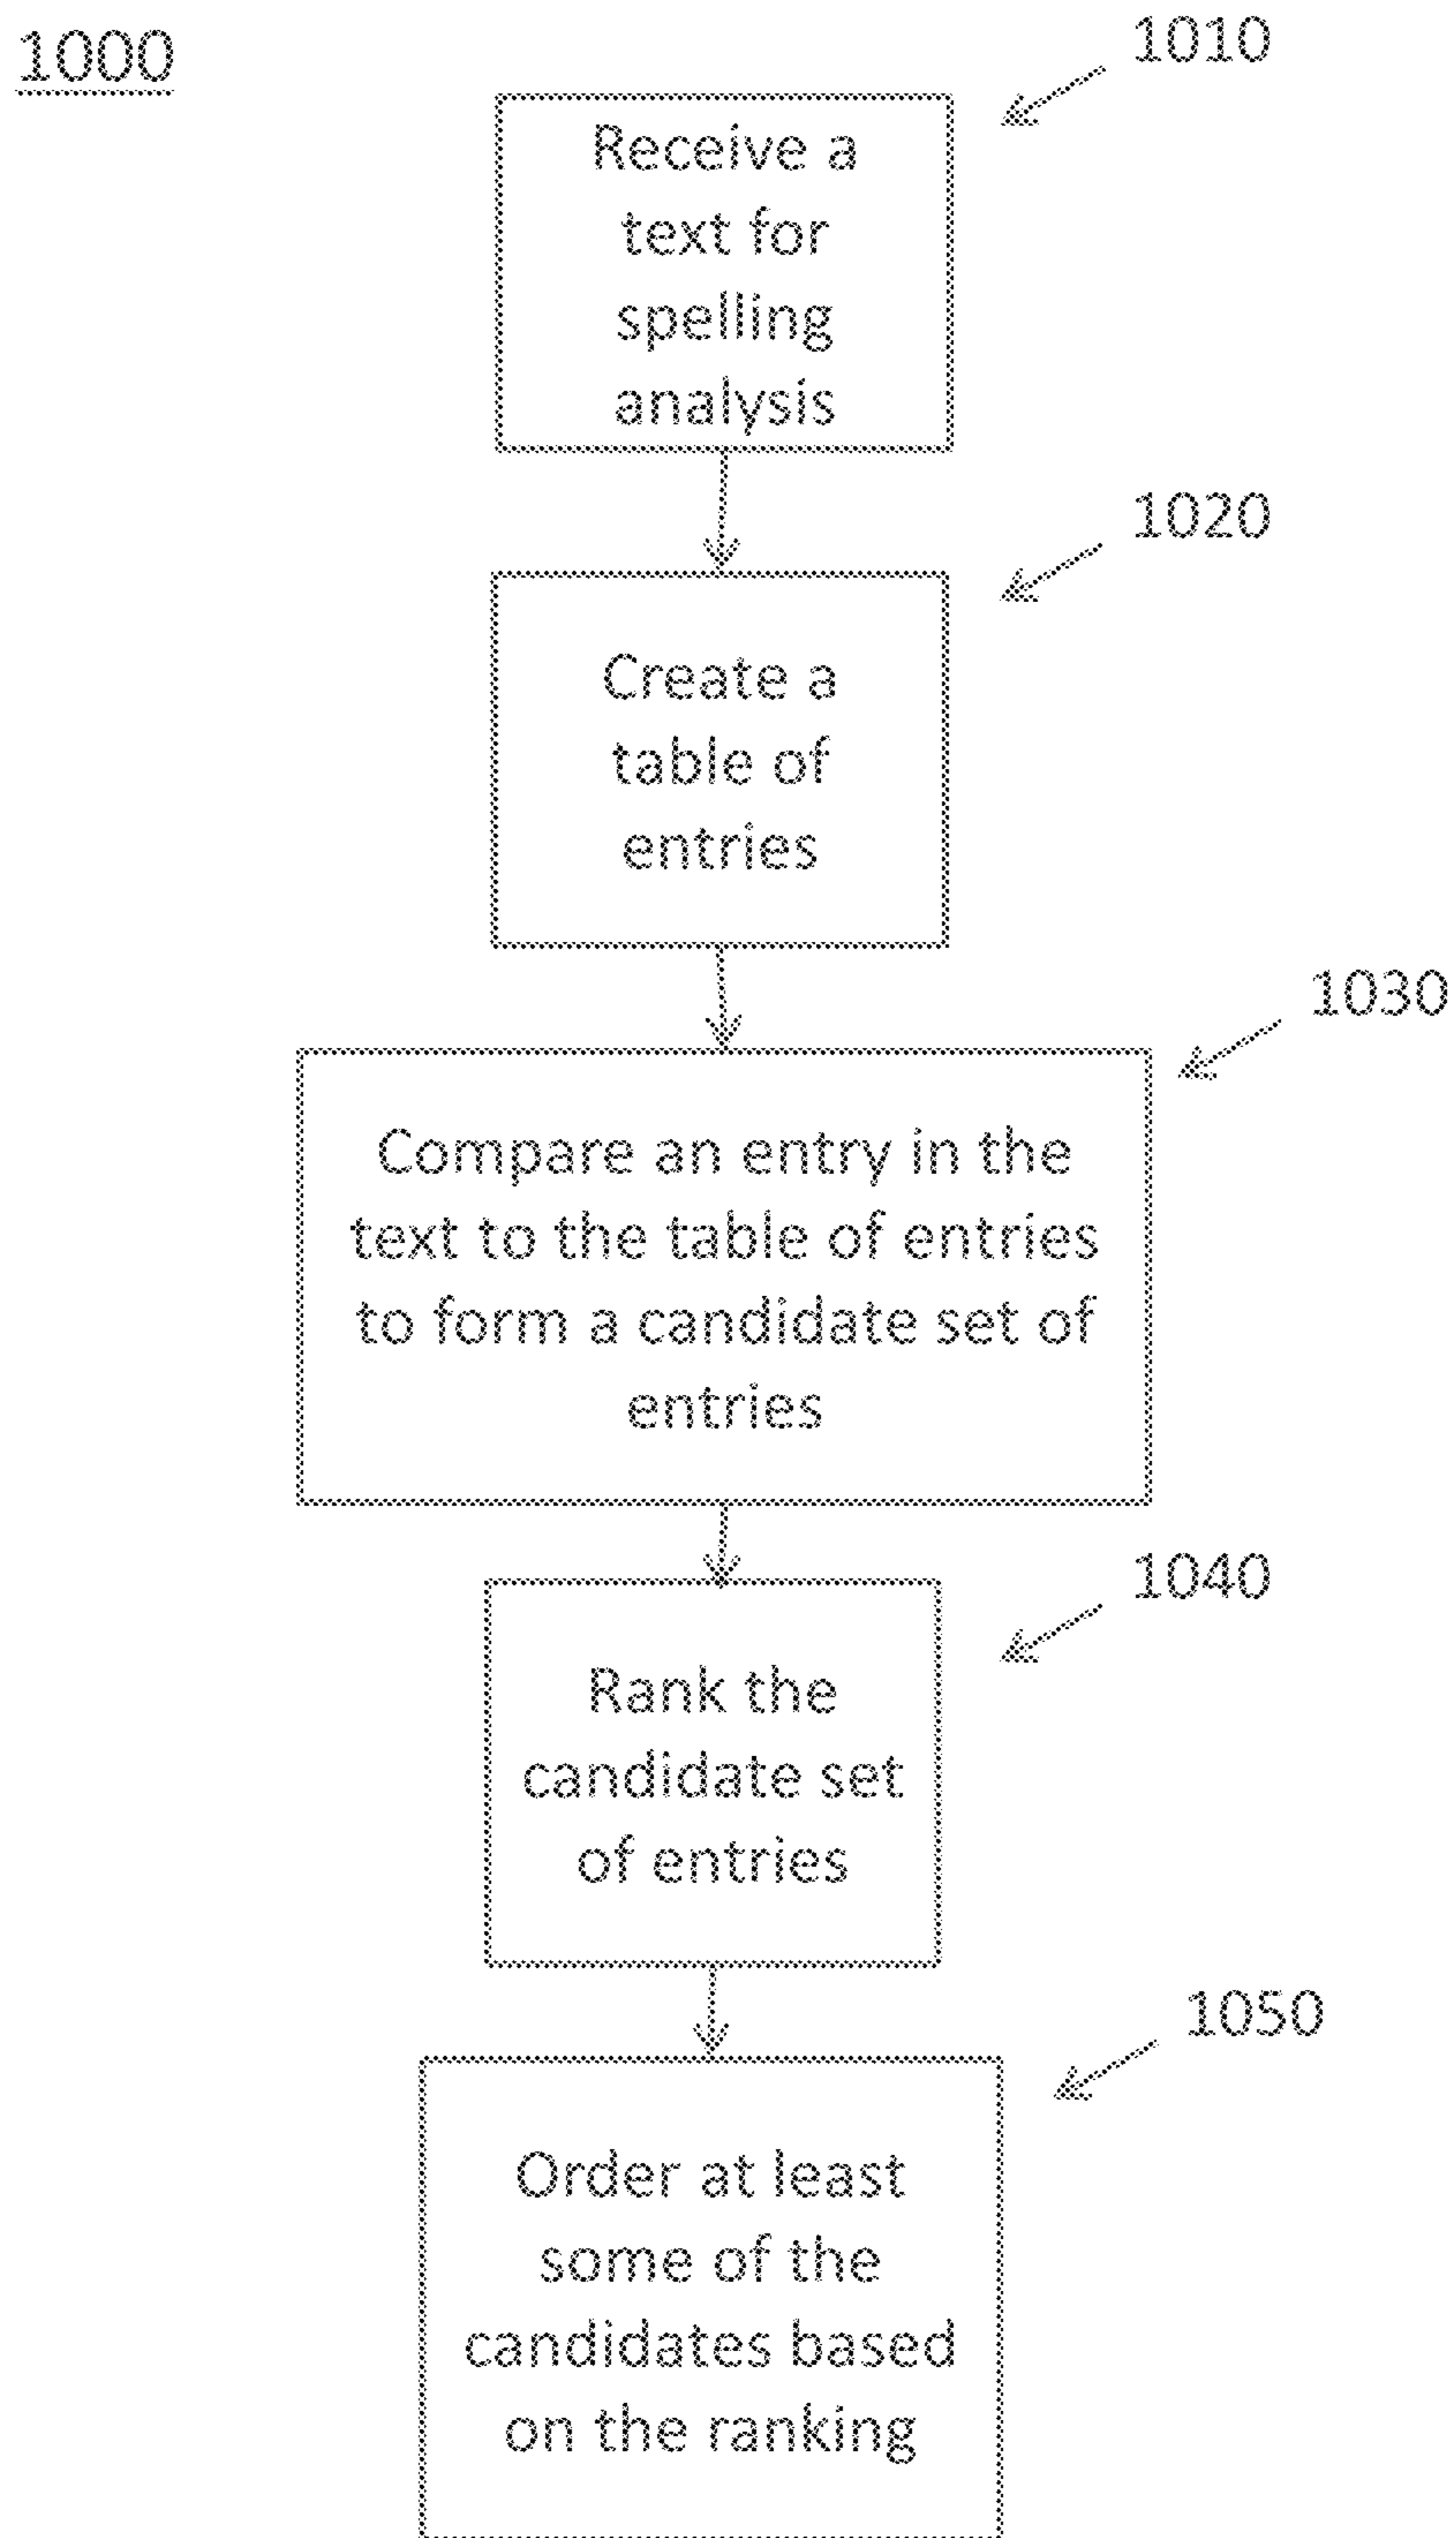 1000
1010
Receive a
text for
spelling
analysis
1020
Create a
table of
entries
1030
Compare an entry in the
text to the table of entries
to form a candidate set of
entries
1040
Rank the
candidate set
of entries
1050
Order at least
some of the
candidates based
on the ranking